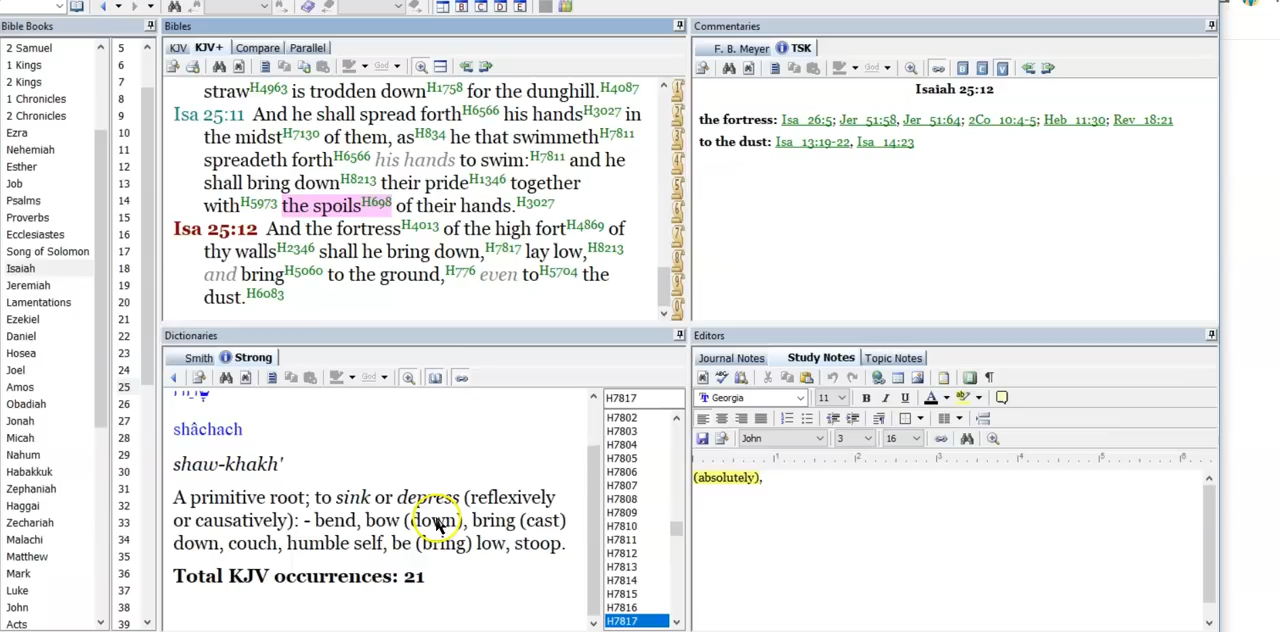 Bible Books
2 Samuel
1 Kings
2 Kings
1 Chronicles
2 Chronicles
Ezra
Nehemiah
Esther
Job
Psalms
Proverbs
Ecclesiastes
Song of Solomon
Isaiah
Jeremiah
Lamentations
Ezekiel
Daniel
Hosea
Joel
Amos
Obadiah
Jonah
Micah
Nahum
Habakkuk
Zephaniah
Haggai
Zechariah
Malachi
Matthew
Mark
Luke
John
Acts
5
6
7
8
9
10
11
12
13
14
15
16
17
18
19
20
21
22
23
24
25
26
27
28
29
30
31
32
33
34
35
36
37
38
39
B C D E
Bibles
KJV KJV+ Compare Parallel
God
strawH4963 is trodden downH1758 for the dunghill.H4087
Isa 25:11 And he shall spread forthH6566 his handsH3027 in
the midstH7130 of them, asH834 he that swimmethH7811
spreadeth forthH6566 his hands to swim:H7811 and he
shall bring downH8213 their prideH1346 together
withH5973 the spoilsH698 of their hands.H3027
Isa 25:12 And the fortressH4013 of the high fortH4869 of
thy wallsH2346 shall he bring down,H7817 lay low,H8213
and bringH5060 to the ground,H776 even toH5704 the
dust.H6083
Commentaries
F. B. Meyer TSK
God B C V
Isaiah 25:12
the fortress: Isa 26:5; Jer 51:58, Jer 51:64; 2Co 10:4-5; Heb 11:30; Rev 18:21
to the dust: Isa 13:19-22, Isa 14:23
Dictionaries
Smith Strong
God
shâchach
shaw-khakh'
A primitive root; to sink or depress (reflexively
or causatively): - bend, bow (down), bring (cast)
down, couch, humble self, be (bring) low, stoop.
Total KJV occurrences: 21
H7817
H7802
H7803
H7804
H7805
H7806
H7807
H7808
H7809
H7810
H7811
H7812
H7813
H7814
H7815
H7816
H7817
Editors
Journal Notes Study Notes Topic Notes
Georgia 11 B I U A ab
John 3 16
1 2 3 4 5 6
(absolutely),